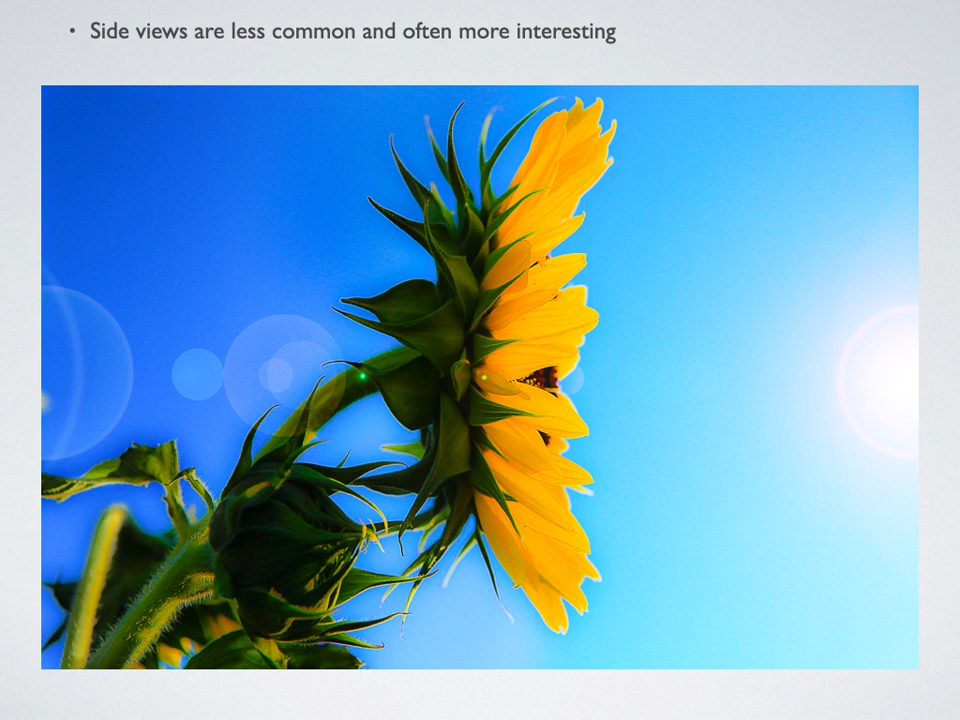 • Side views are less common and often more interesting